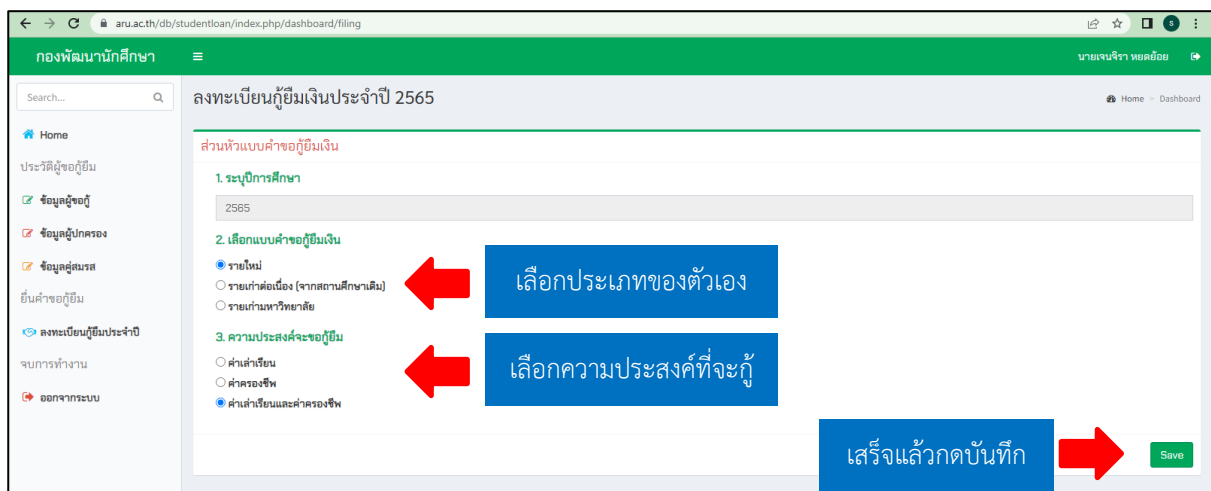 aru.ac.th/db/studentloan/index.php/dashboard/filing
S
กองพัฒนานักศึกษา
นายเจนจิรา หยดย้อย
Search...
ลงทะเบียนกู้ยืมเงินประจำปี 2565
Home > Dashboard
Home
ประวัติผู้ขอกู้ยืม
ข้อมูลผู้ขอกู้
ข้อมูลผู้ปกครอง
ข้อมูลคู่สมรส
ยื่นคำขอกู้ยืม
ลงทะเบียนกู้ยืมประจำปี
จบการทำงาน
ออกจากระบบ
ส่วนหัวแบบคำขอกู้ยืมเงิน
1. ระบุปีการศึกษา
2565
2. เลือกแบบคำขอกู้ยืมเงิน
รายใหม่
รายเก่าต่อเนื่อง (จากสถานศึกษาเดิม)
รายเก่ามหาวิทยาลัย
เลือกประเภทของตัวเอง
3. ความประสงค์จะขอกู้ยืม
ค่าเล่าเรียน
ค่าครองชีพ
ค่าเล่าเรียนและค่าครองชีพ
เลือกความประสงค์ที่จะกู้
เสร็จแล้วกดบันทึก
Save